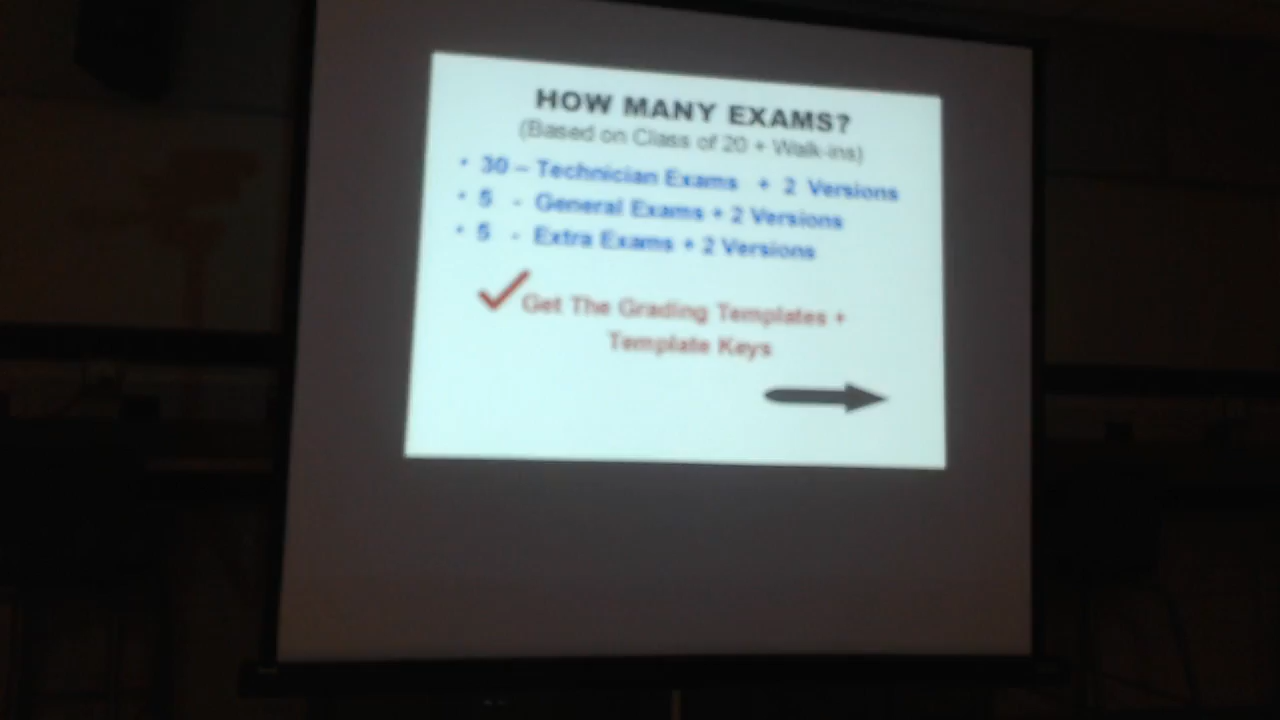 HOW MANY EXAMS?
(Based on Class of 20 + Walk-ins)
• 30 – Technician Exams + 2 Versions
• 5 - General Exams + 2 Versions
• 5 - Extra Exams + 2 Versions
Get The Grading Templates +
Template Keys